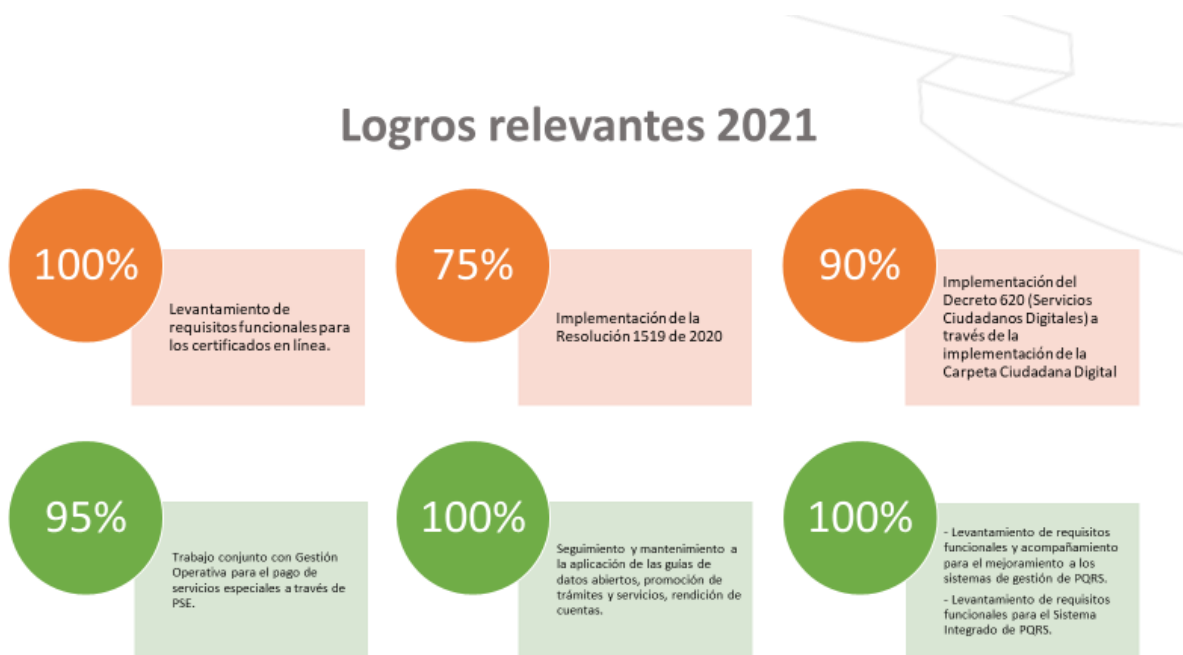 Logros relevantes 2021
100%
Levantamiento de
requisitos funcionales para
los certificados en línea.
75%
Implementación de la
Resolución 1519 de 2020
90%
Implementación del
Decreto 620 (Servicios
Ciudadanos Digitales) a
través de la
implementación de la
Carpeta Ciudadana Digital
95%
Trabajo conjunto con Gestión
Operativa para el pago de
servicios especiales a través de
PSE.
100%
Seguimiento y mantenimiento a
la aplicación de las guías de
datos abiertos, promoción de
trámites y servicios, rendición de
cuentas.
100%
- Levantamiento de requisitos
funcionales y acompañamiento
para el mejoramiento a los
sistemas de gestión de PQRS.
- Levantamiento de requisitos
funcionales para el Sistema
Integrado de PQRS.